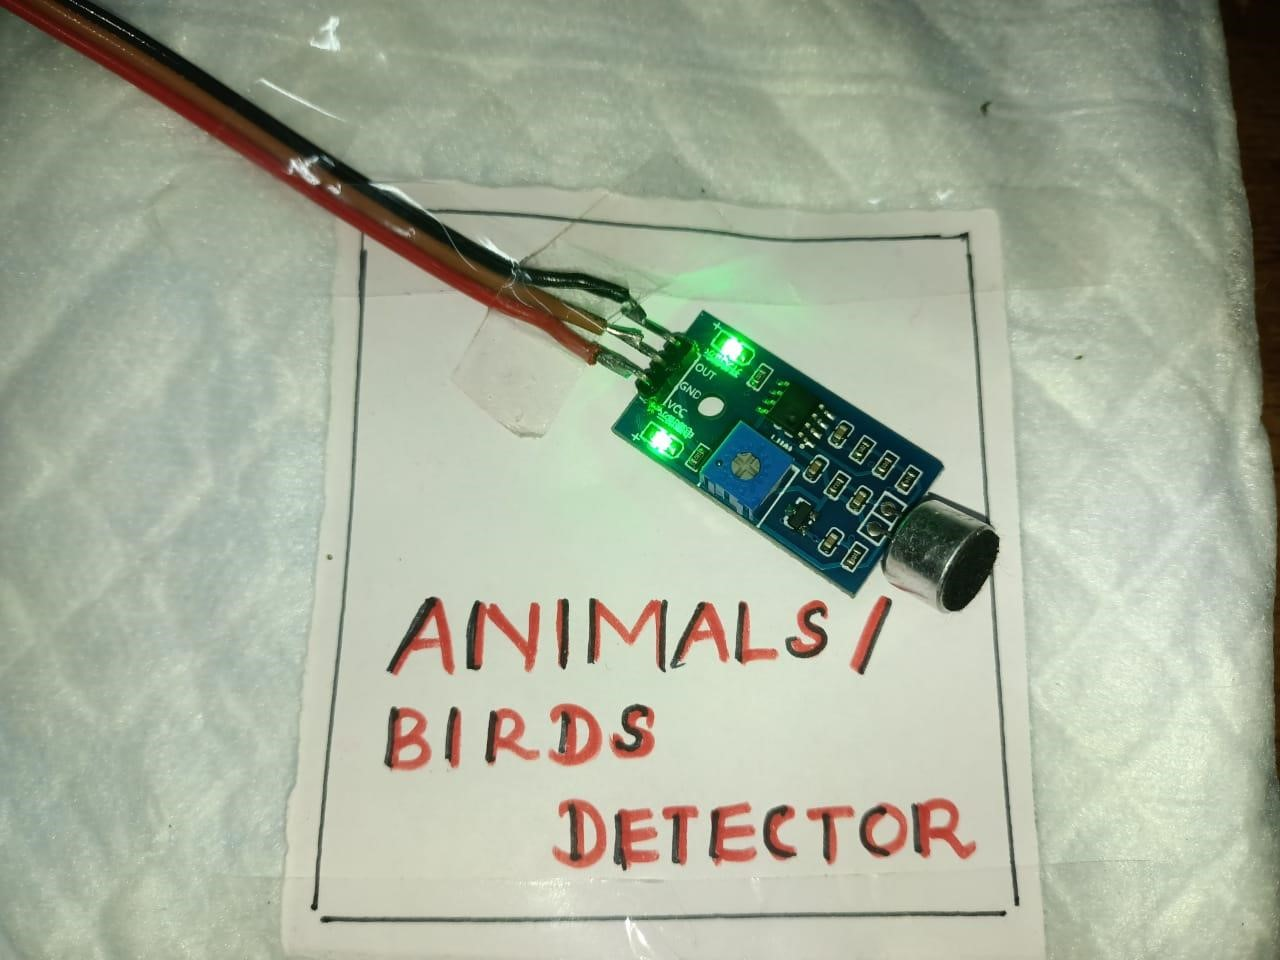 OUT
GND
VCC
ANIMALS/
BIRDS
DETECTOR